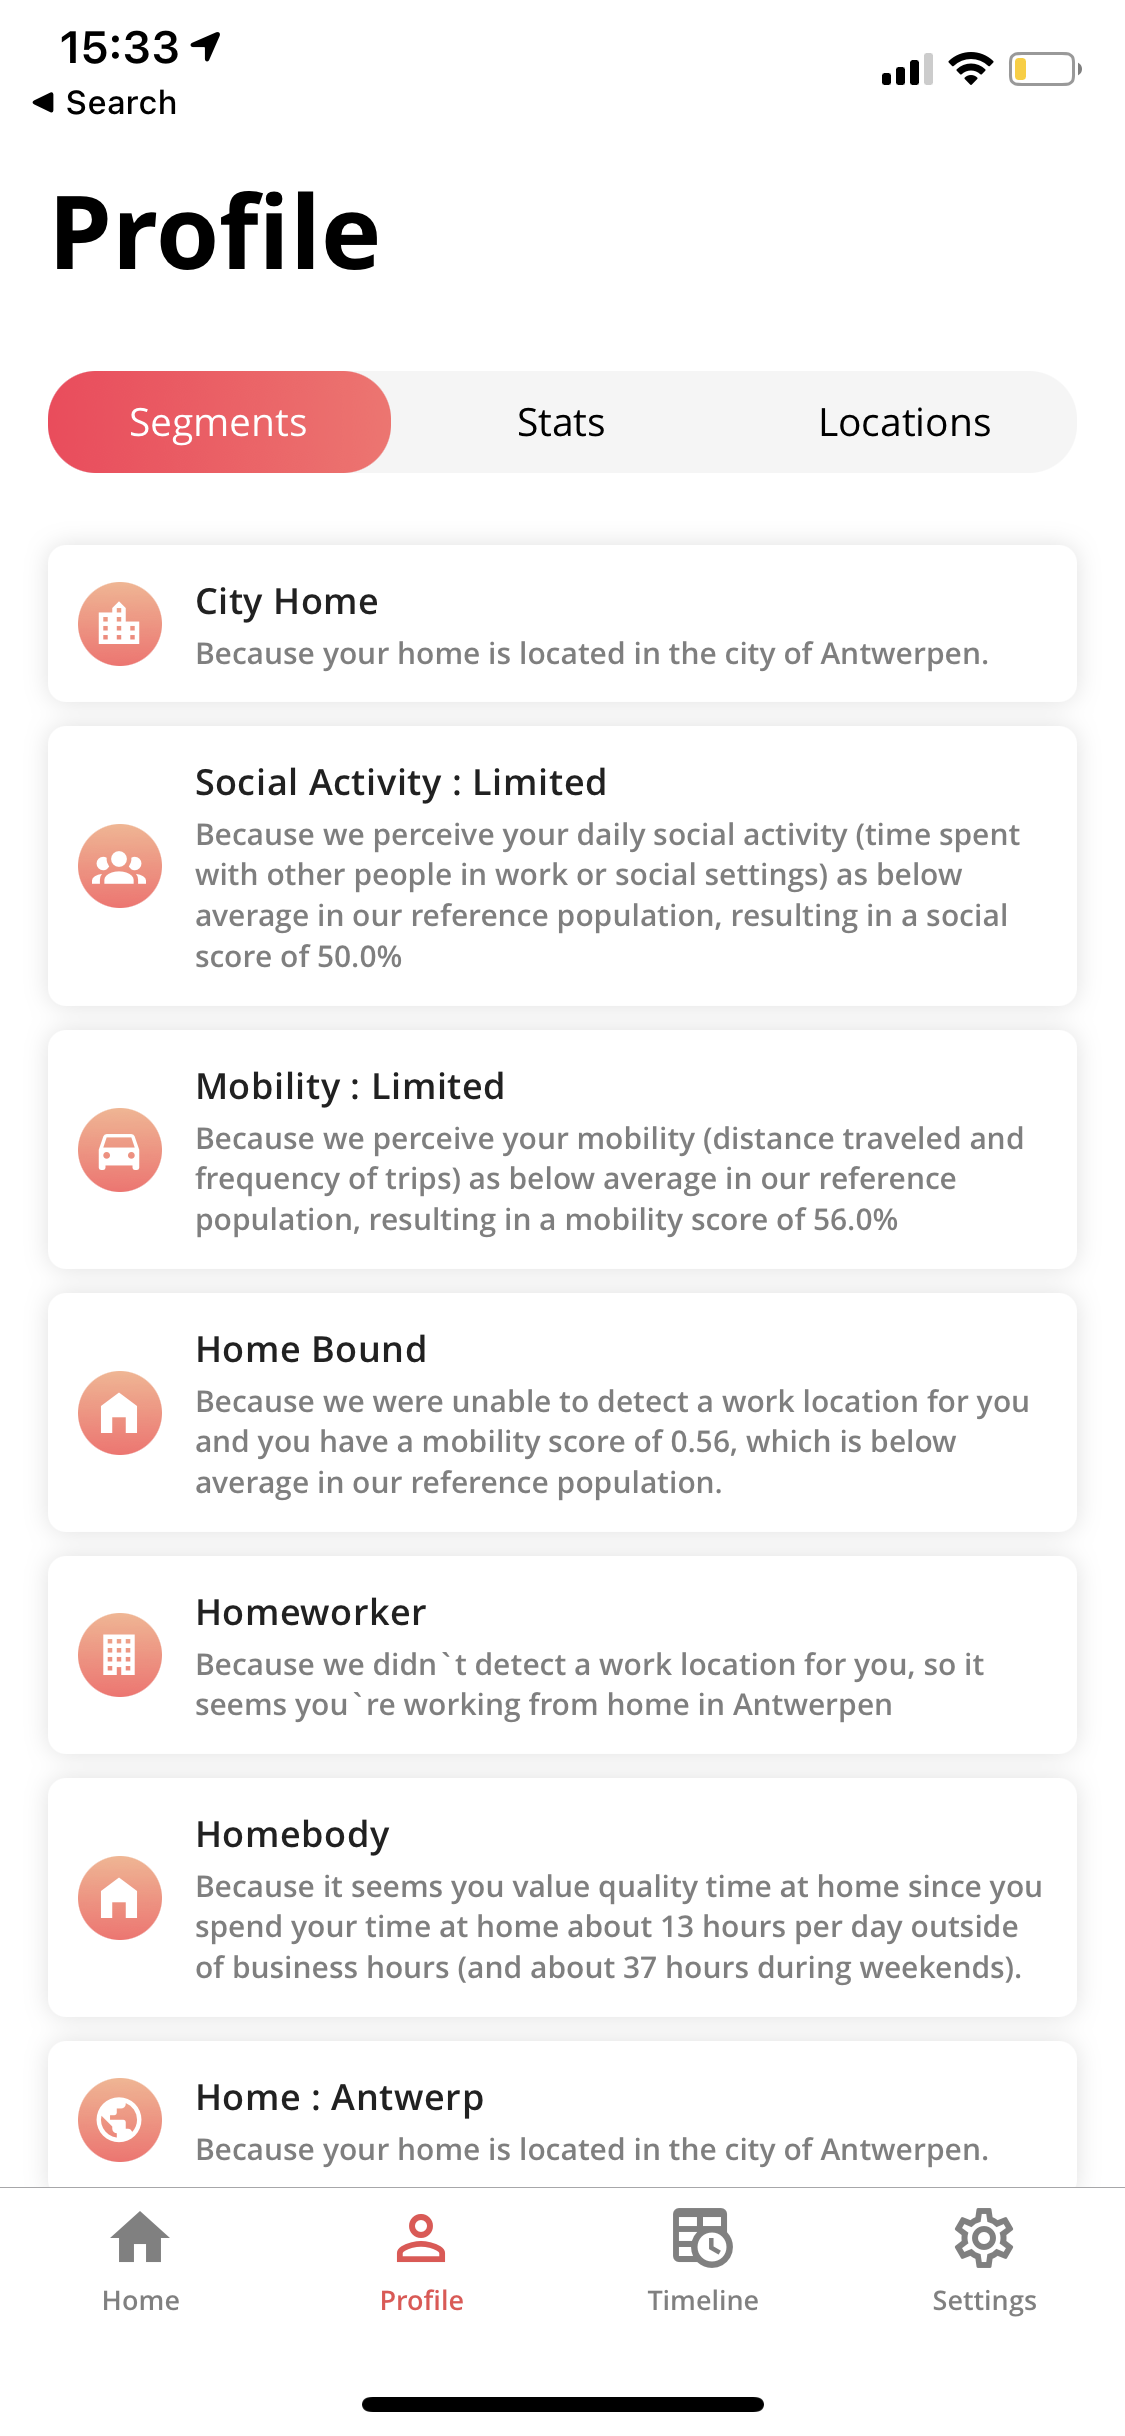 15:33
Search
Profile
Segments
Stats
Locations
City Home
Because your home is located in the city of Antwerpen.
Social Activity : Limited
Because we perceive your daily social activity (time spent
with other people in work or social settings) as below
average in our reference population, resulting in a social
score of 50.0%
Mobility : Limited
Because we perceive your mobility (distance traveled and
frequency of trips) as below average in our reference
population, resulting in a mobility score of 56.0%
Home Bound
Because we were unable to detect a work location for you
and you have a mobility score of 0.56, which is below
average in our reference population.
Homeworker
Because we didn`t detect a work location for you, so it
seems you`re working from home in Antwerpen
Homebody
Because it seems you value quality time at home since you
spend your time at home about 13 hours per day outside
of business hours (and about 37 hours during weekends).
Home : Antwerp
Because your home is located in the city of Antwerpen.
Home
Profile
Timeline
Settings